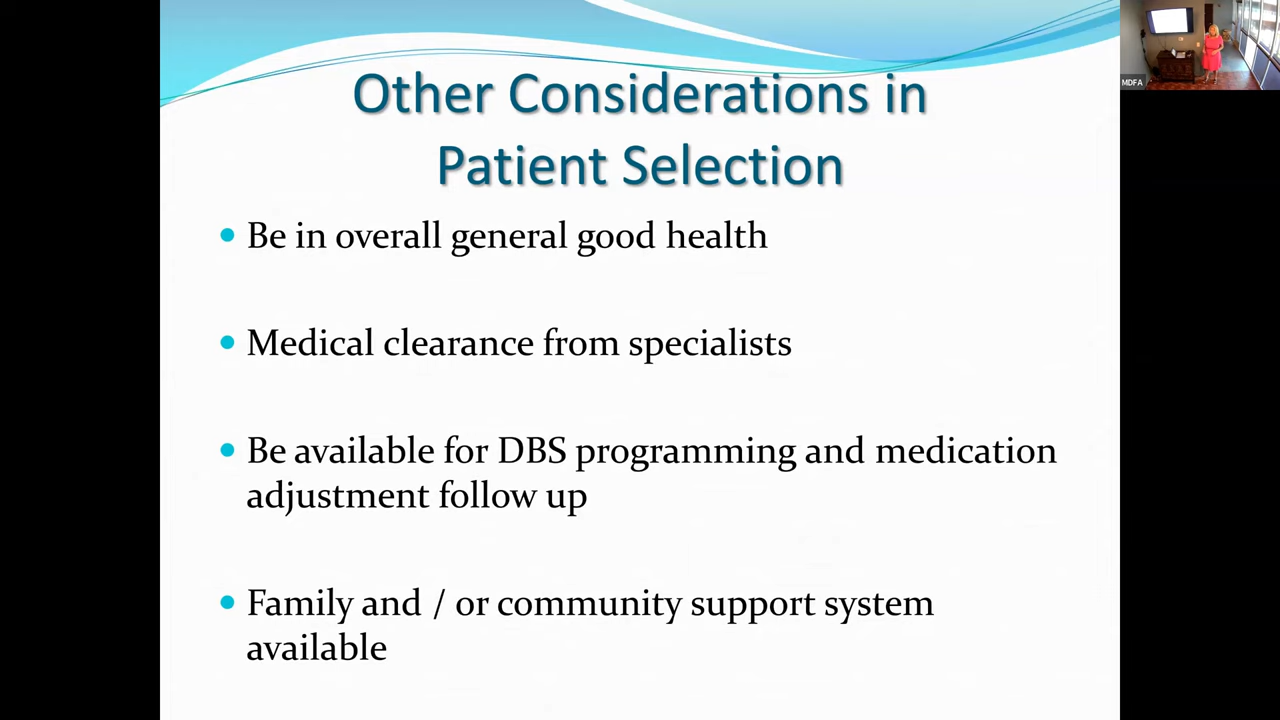 Other Considerations in
Patient Selection
• Be in overall general good health
• Medical clearance from specialists
• Be available for DBS programming and medication
adjustment follow up
• Family and / or community support system
available
MDFA